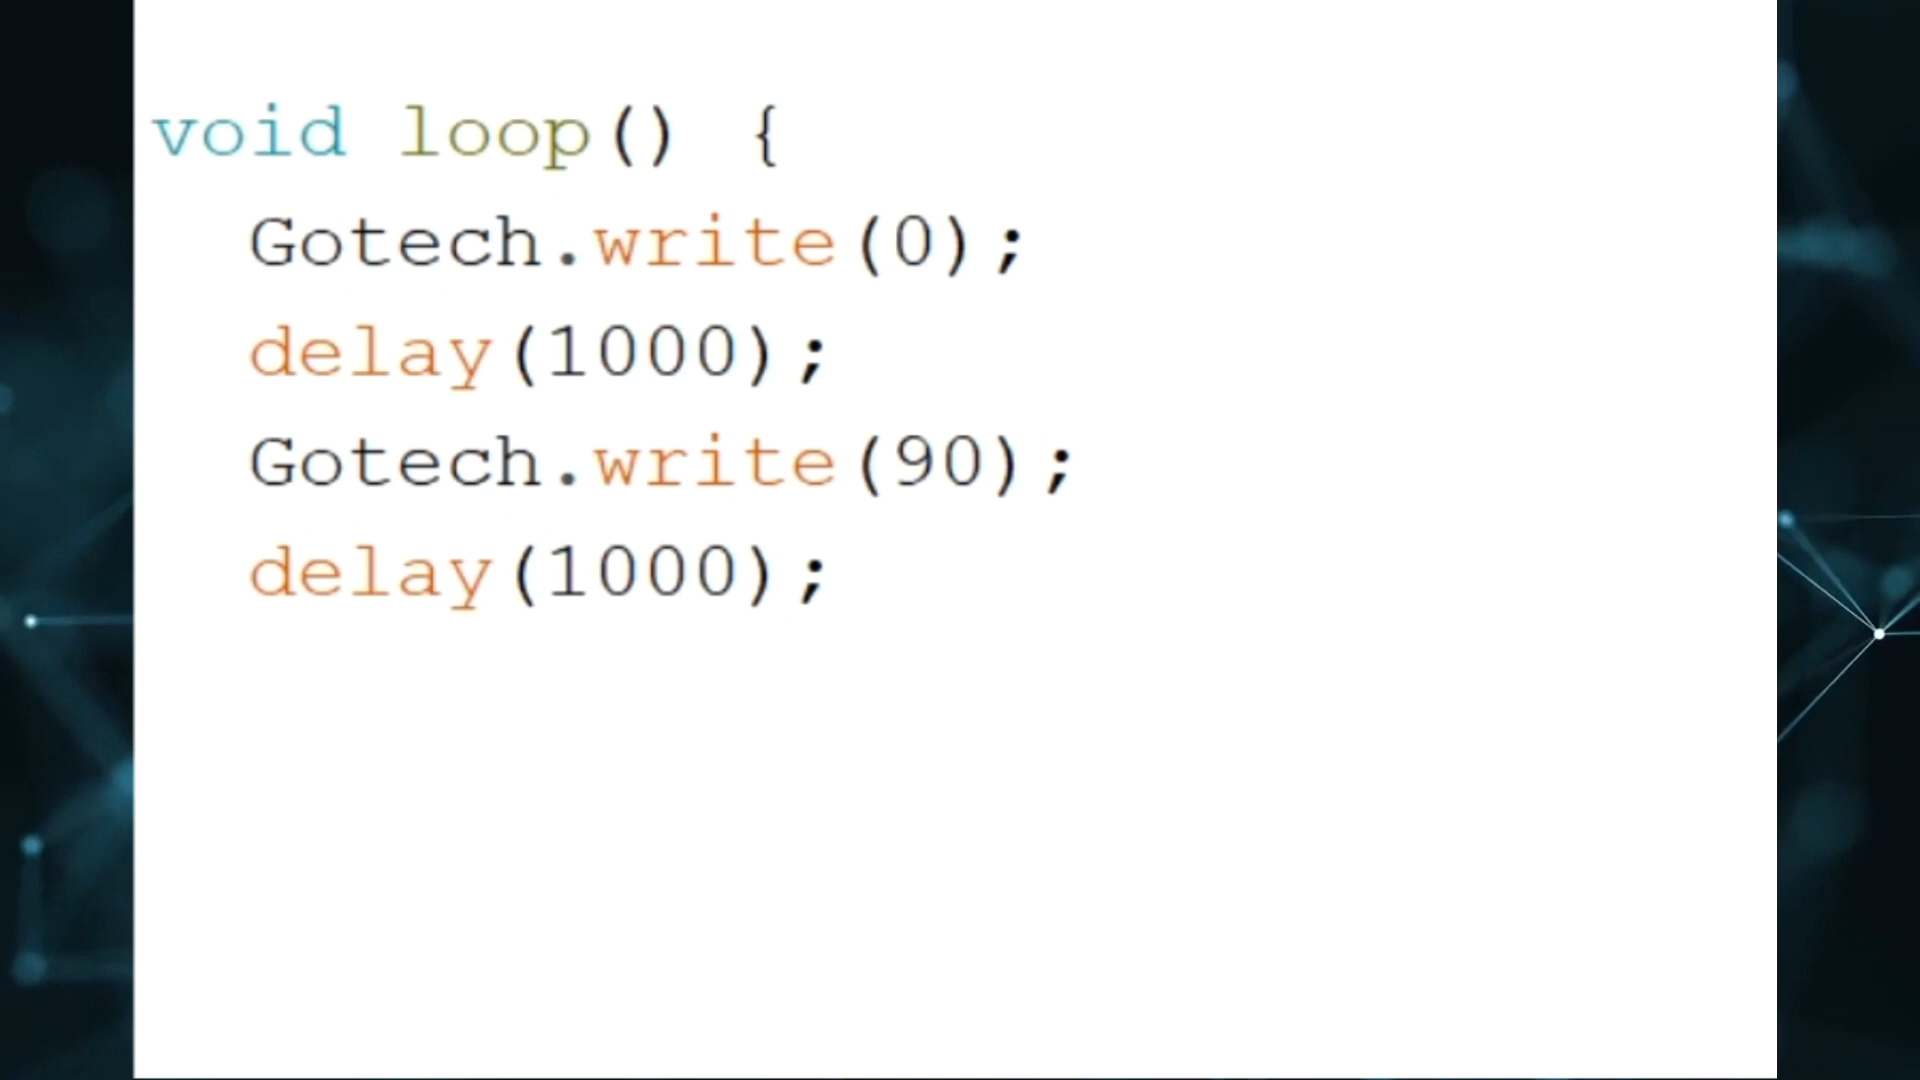 void loop() {
Gotech.write(0);
delay(1000);
Gotech.write(90);
delay(1000);